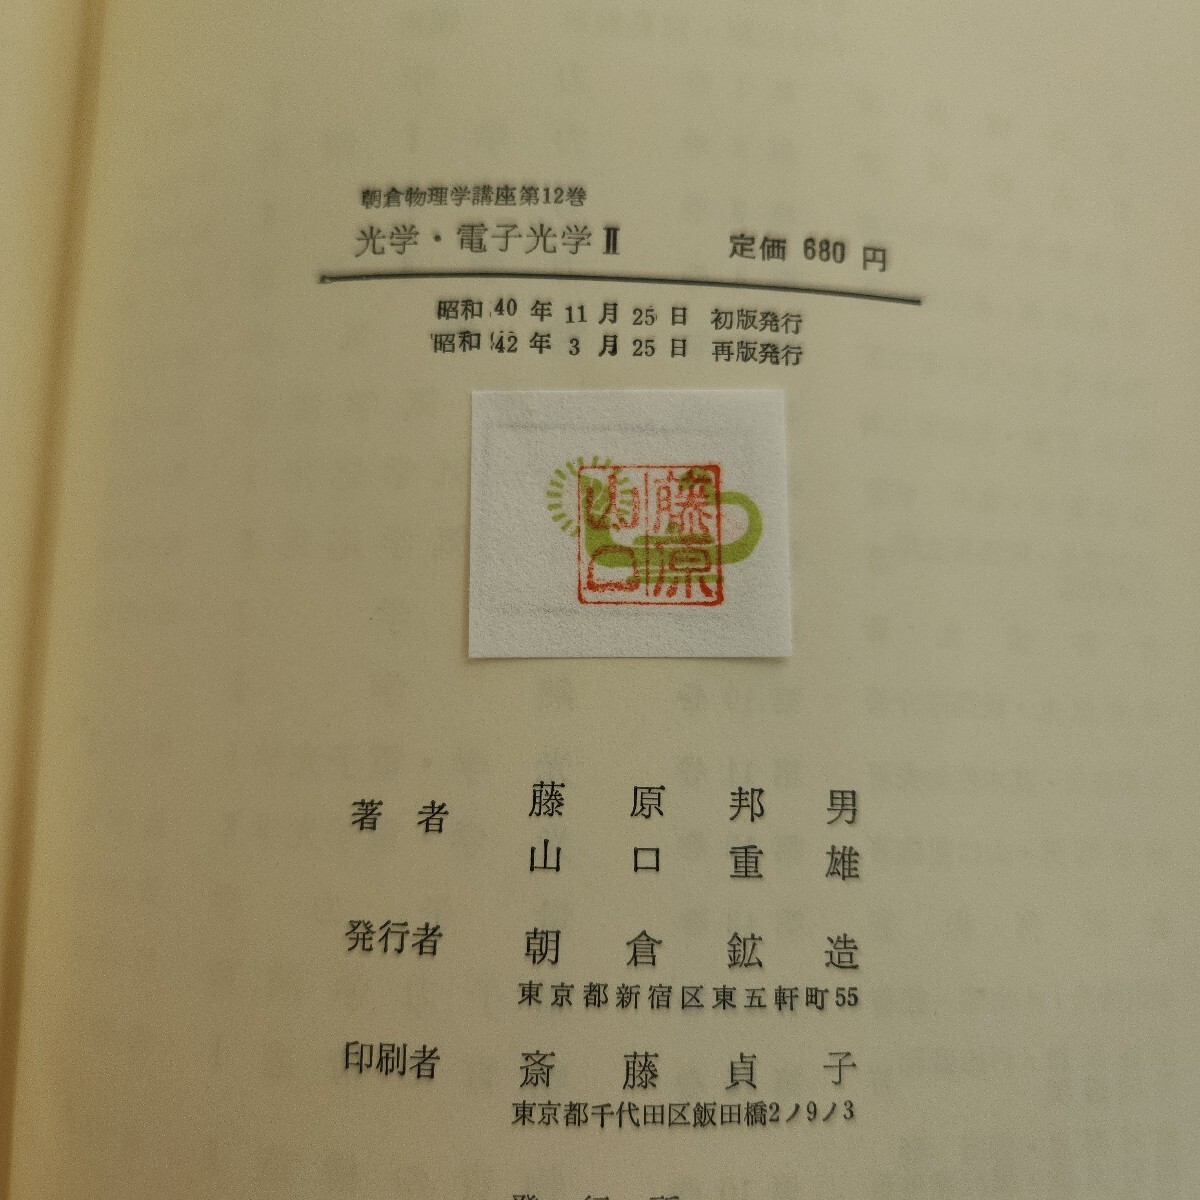 朝倉物理学講座第12巻
光学・電子光学 II 定価 680 円
昭和 40 年 11 月 25 日 初版発行
昭和 42 年 3 月 25 日 再版発行
藤原
山口
著者 藤原邦男
山口重雄
発行者 朝倉鉱造
東京都新宿区東五軒町55
印刷者 斎藤貞子
東京都千代田区飯田橋2ノ9ノ3
発行所